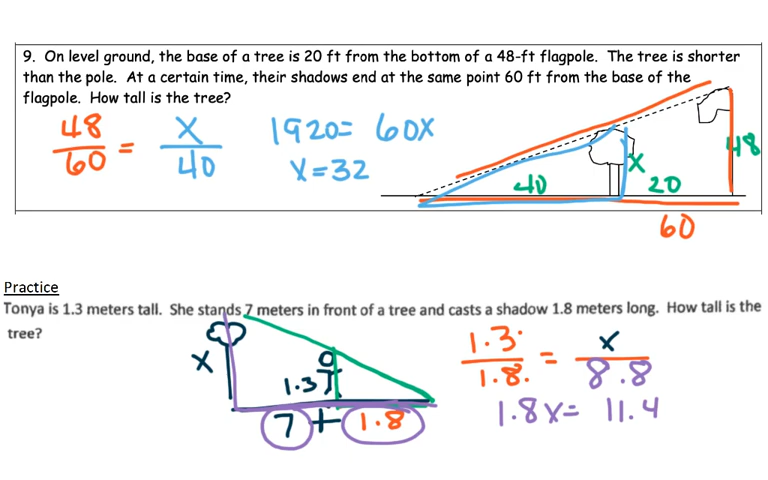 9. On level ground, the base of a tree is 20 ft from the bottom of a 48-ft flagpole. The tree is shorter
than the pole. At a certain time, their shadows end at the same point 60 ft from the base of the
flagpole. How tall is the tree?
48/60 = x/40
1920 = 60x
x = 32
40
x
20
48
60
Practice
Tonya is 1.3 meters tall. She stands 7 meters in front of a tree and casts a shadow 1.8 meters long. How tall is the
tree?
x
1.3
7 + 1.8
1.3/1.8 = x/8.8
1.8x = 11.4